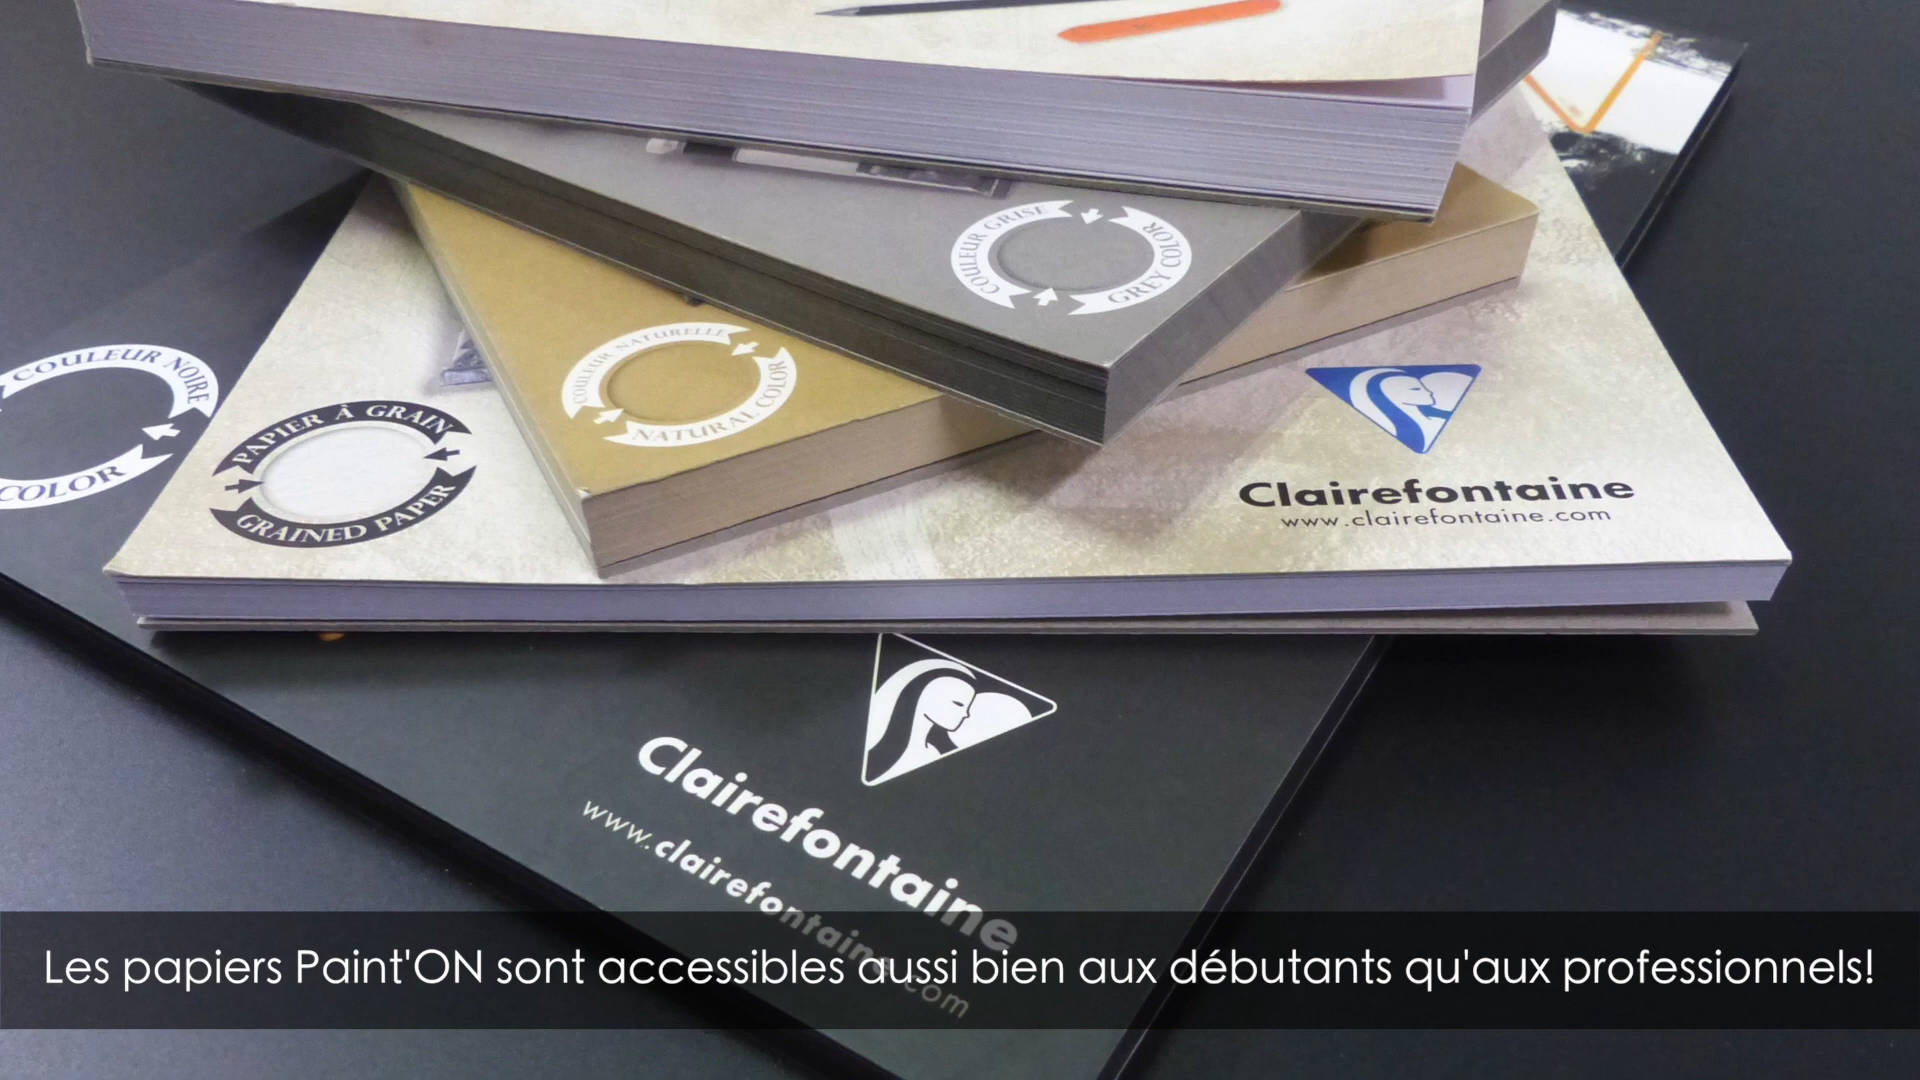 COULEUR GRISE
GREY COLOR
COULEUR NATURELLE
NATURAL COLOR
COULEUR NOIRE
COLOR
PAPIER À GRAIN
GRAINED PAPER
Clairefontaine
www.clairefontaine.com
Clairefontaine
www.clairefontaine.com
Les papiers Paint'ON sont accessibles aussi bien aux débutants qu'aux professionnels!